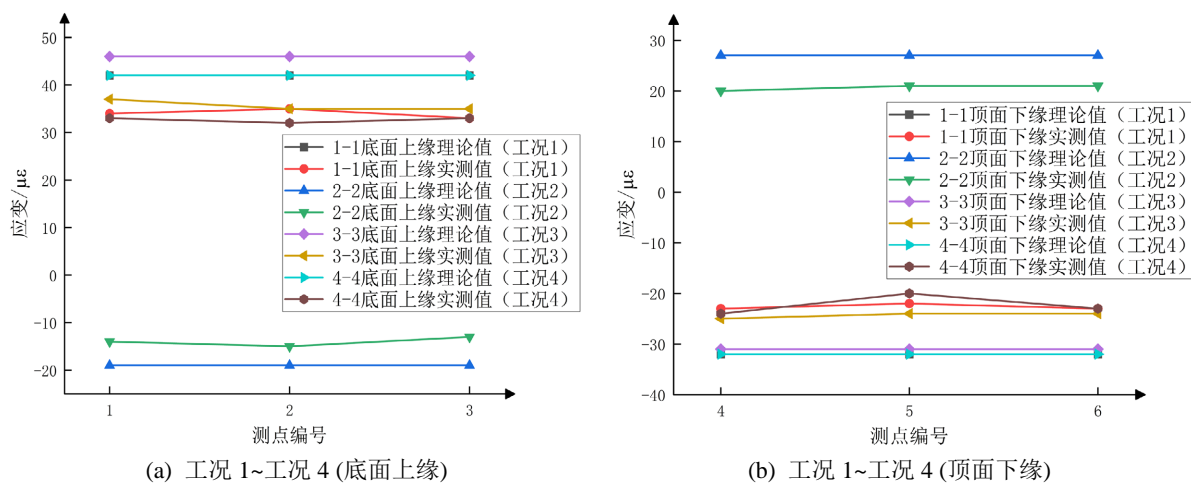 50
40
30
20
10
0
-10
-20
应变/με
1
2
3
测点编号
1-1底面上缘理论值（工况1）
1-1底面上缘实测值（工况1）
2-2底面上缘理论值（工况2）
2-2底面上缘实测值（工况2）
3-3底面上缘理论值（工况3）
3-3底面上缘实测值（工况3）
4-4底面上缘理论值（工况4）
4-4底面上缘实测值（工况4）
(a) 工况 1~工况 4 (底面上缘)
30
20
10
0
-10
-20
-30
-40
应变/με
4
5
6
测点编号
1-1顶面下缘理论值（工况1）
1-1顶面下缘实测值（工况1）
2-2顶面下缘理论值（工况2）
2-2顶面下缘实测值（工况2）
3-3顶面下缘理论值（工况3）
3-3顶面下缘实测值（工况3）
4-4顶面下缘理论值（工况4）
4-4顶面下缘实测值（工况4）
(b) 工况 1~工况 4 (顶面下缘)